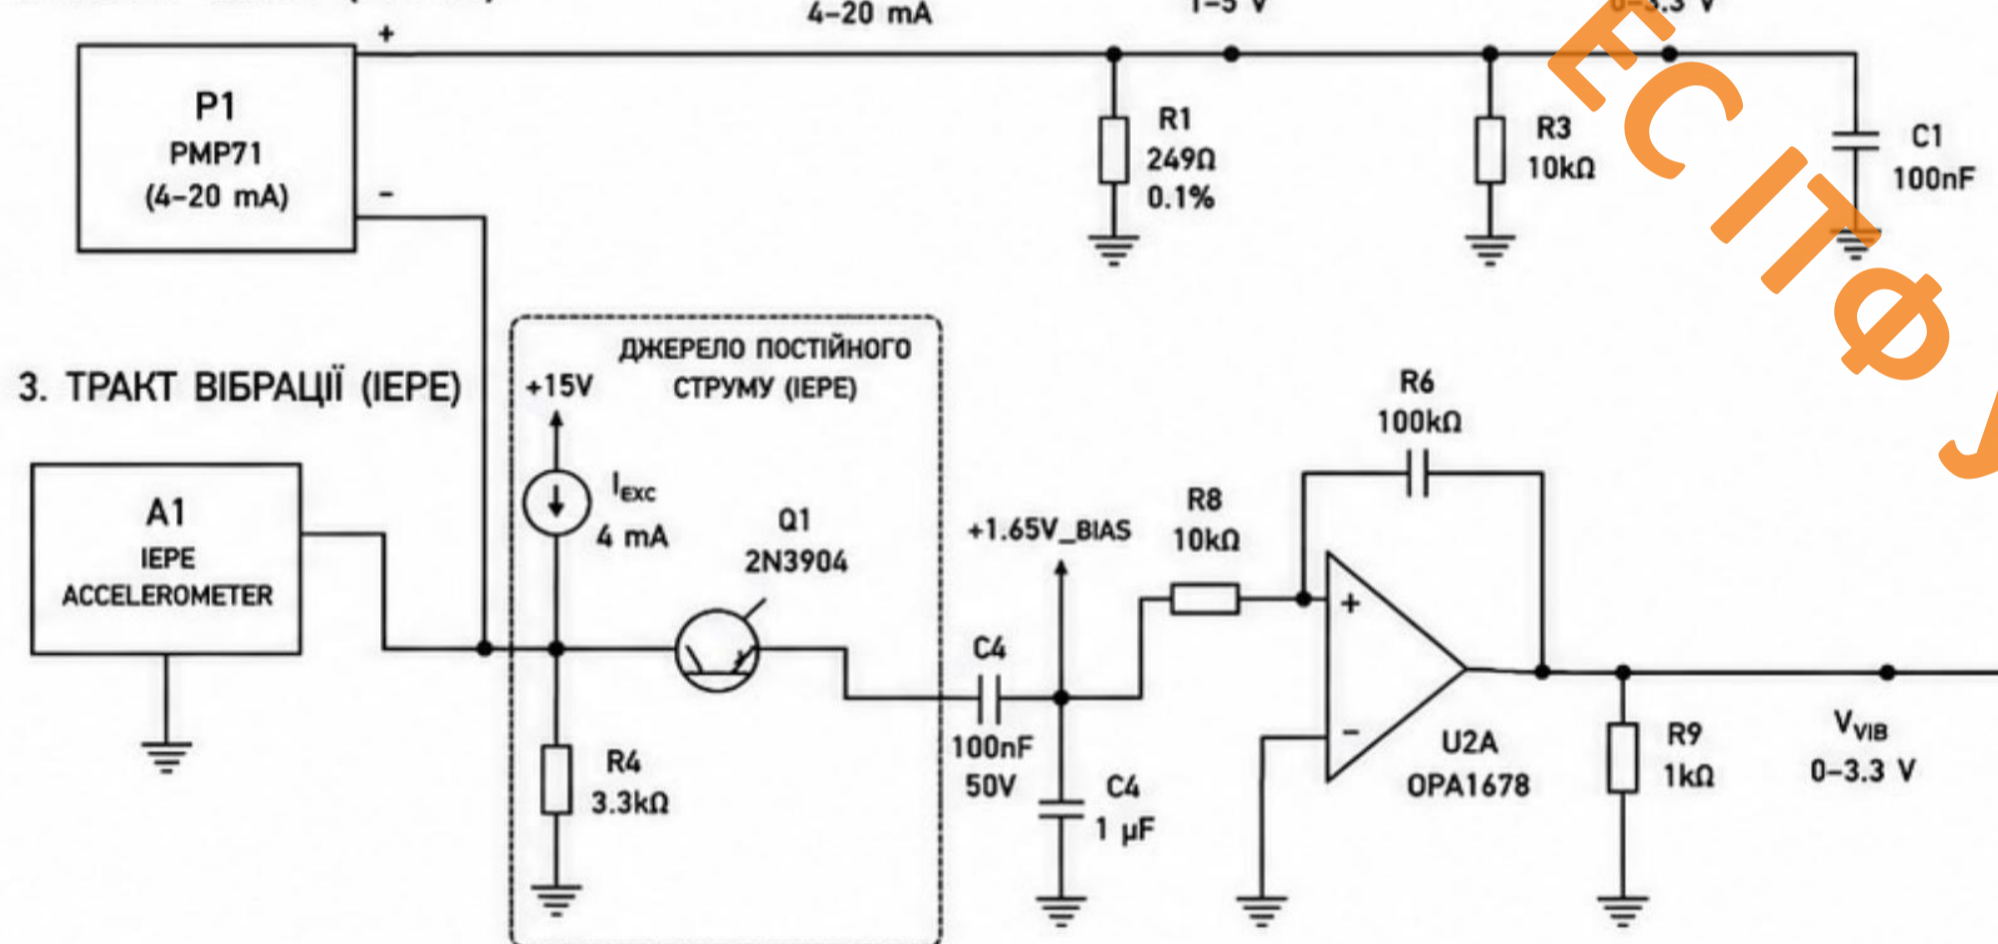 4–20 mA
1–5 V
0–3.3 V
+
P1
PMP71
(4–20 mA)
–
R1
249Ω
0.1%
R3
10kΩ
C1
100nF
ЕС ІТФ У
3. ТРАКТ ВІБРАЦІЇ (IEPE)
ДЖЕРЕЛО ПОСТІЙНОГО
СТРУМУ (IEPE)
+15V
IEXC
4 mA
Q1
2N3904
A1
IEPE
ACCELEROMETER
R4
3.3kΩ
+1.65V_BIAS
C4
100nF
50V
C4
1 µF
R8
10kΩ
R6
100kΩ
+
–
U2A
OPA1678
R9
1kΩ
VVIB
0–3.3 V